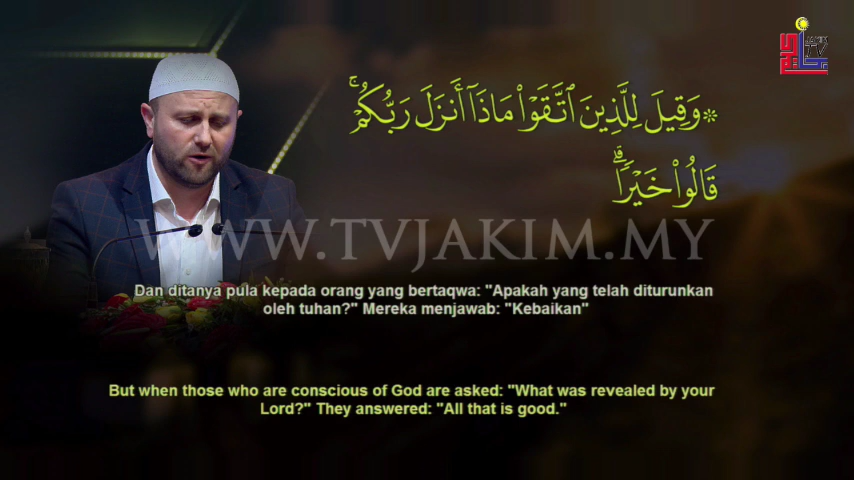 ۞ وَقِيلَ لِلَّذِينَ ٱتَّقَوْا۟ مَاذَآ أَنزَلَ رَبُّكُمْ ۚ
قَالُوا۟ خَيْرًا ۗ
WWW.TVJAKIM.MY
Dan ditanya pula kepada orang yang bertaqwa: "Apakah yang telah diturunkan
oleh tuhan?" Mereka menjawab: "Kebaikan"
But when those who are conscious of God are asked: "What was revealed by your
Lord?" They answered: "All that is good."